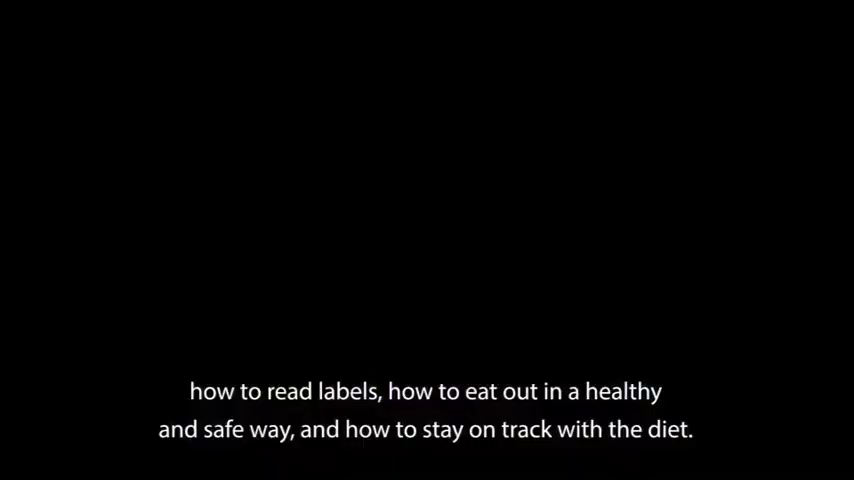 how to read labels, how to eat out in a healthy
and safe way, and how to stay on track with the diet.